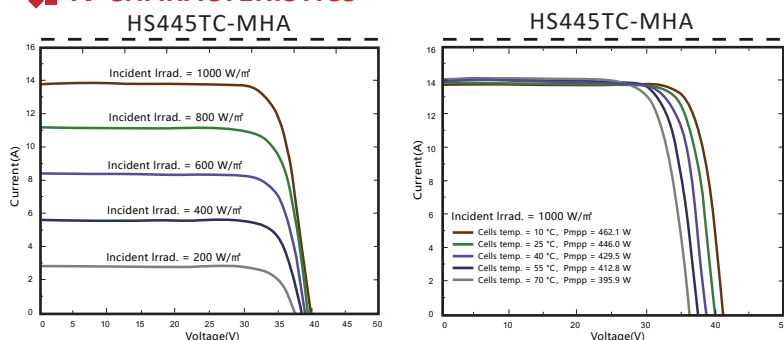 IV CHARACTERISTICS
HS445TC-MHA
16
14
12
10
8
6
4
2
0
Current(A)
Incident Irrad. = 1000 W/㎡
Incident Irrad. = 800 W/㎡
Incident Irrad. = 600 W/㎡
Incident Irrad. = 400 W/㎡
Incident Irrad. = 200 W/㎡
0 5 10 15 20 25 30 35 40 45 50
Voltage(V)
HS445TC-MHA
16
14
12
10
8
6
4
2
0
Current(A)
Incident Irrad. = 1000 W/㎡
Cells temp. = 10 °C, Pmpp = 462.1 W
Cells temp. = 25 °C, Pmpp = 446.0 W
Cells temp. = 40 °C, Pmpp = 429.5 W
Cells temp. = 55 °C, Pmpp = 412.8 W
Cells temp. = 70 °C, Pmpp = 395.9 W
0 10 20 30 40
Voltage(V)